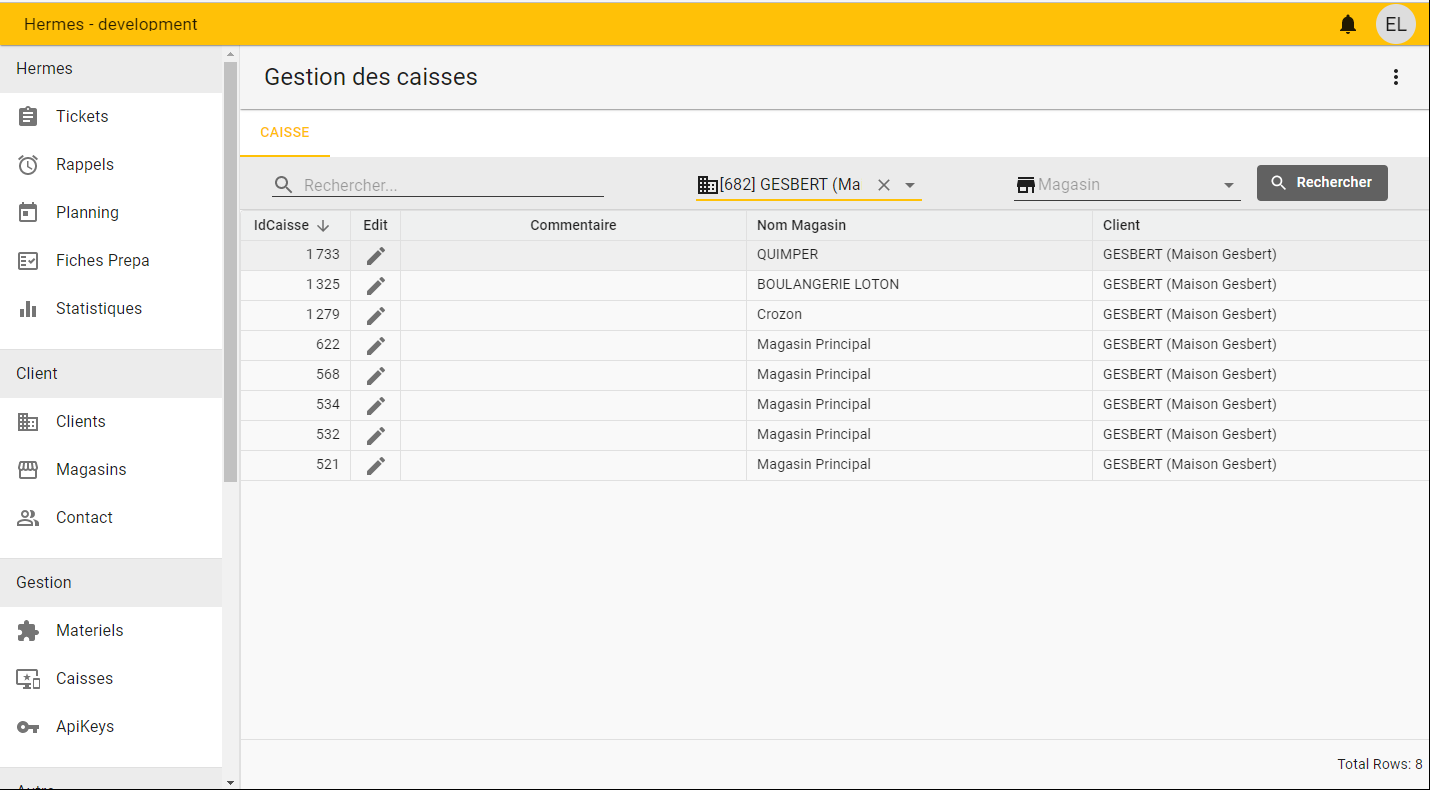 Hermes - development
EL
Hermes
Tickets
Rappels
Planning
Fiches Prepa
Statistiques
Client
Clients
Magasins
Contact
Gestion
Materiels
Caisses
ApiKeys
Autre
Gestion des caisses
CAISSE
Rechercher...
[682] GESBERT (Ma
Magasin
Rechercher
IdCaisse Edit Commentaire Nom Magasin Client
1 733 QUIMPER GESBERT (Maison Gesbert)
1 325 BOULANGERIE LOTON GESBERT (Maison Gesbert)
1 279 Crozon GESBERT (Maison Gesbert)
622 Magasin Principal GESBERT (Maison Gesbert)
568 Magasin Principal GESBERT (Maison Gesbert)
534 Magasin Principal GESBERT (Maison Gesbert)
532 Magasin Principal GESBERT (Maison Gesbert)
521 Magasin Principal GESBERT (Maison Gesbert)
Total Rows: 8